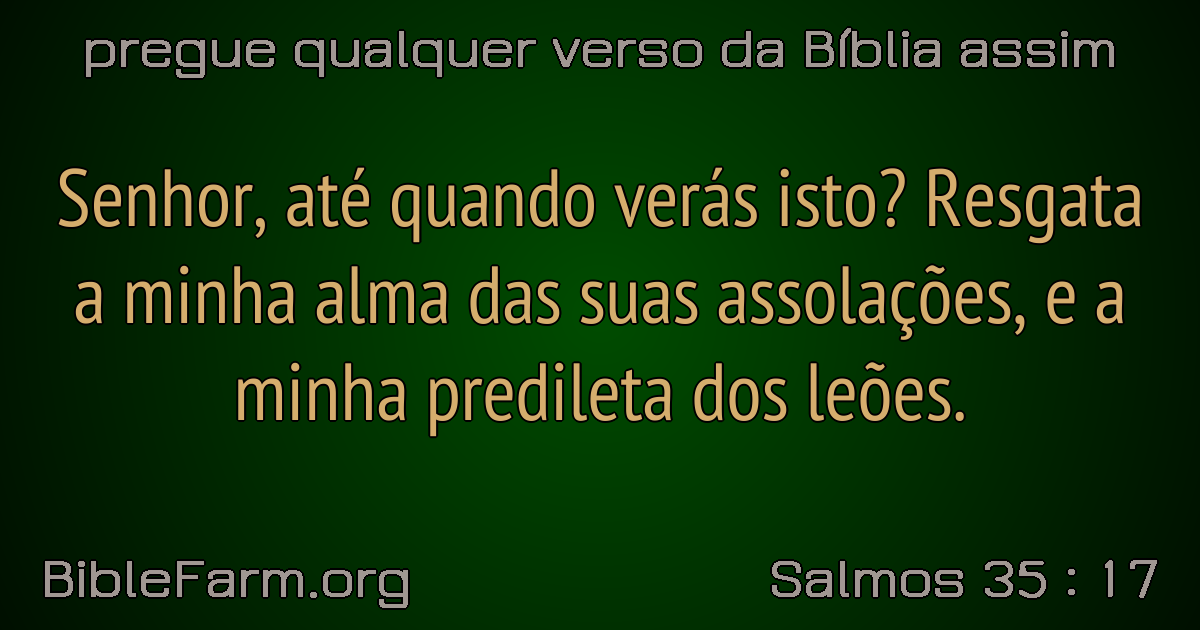 pregue qualquer verso da Bíblia assim
Senhor, até quando verás isto? Resgata
a minha alma das suas assolações, e a
minha predileta dos leões.
BibleFarm.org
Salmos 35 : 17